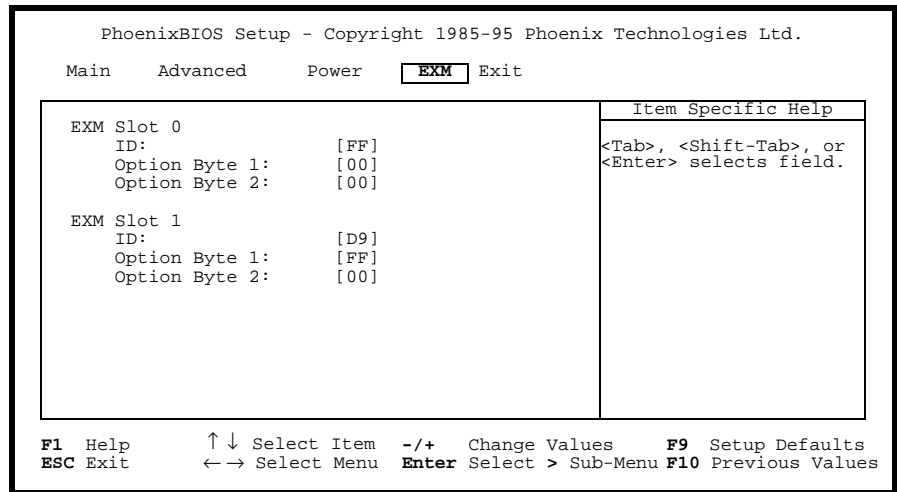 PhoenixBIOS Setup - Copyright 1985-95 Phoenix Technologies Ltd.
Main Advanced Power EXM Exit
Item Specific Help
<Tab>, <Shift-Tab>, or
<Enter> selects field.
EXM Slot 0
ID: [FF]
Option Byte 1: [00]
Option Byte 2: [00]
EXM Slot 1
ID: [D9]
Option Byte 1: [FF]
Option Byte 2: [00]
F1 Help ↑↓ Select Item -/+ Change Values F9 Setup Defaults
ESC Exit ←→ Select Menu Enter Select > Sub-Menu F10 Previous Values